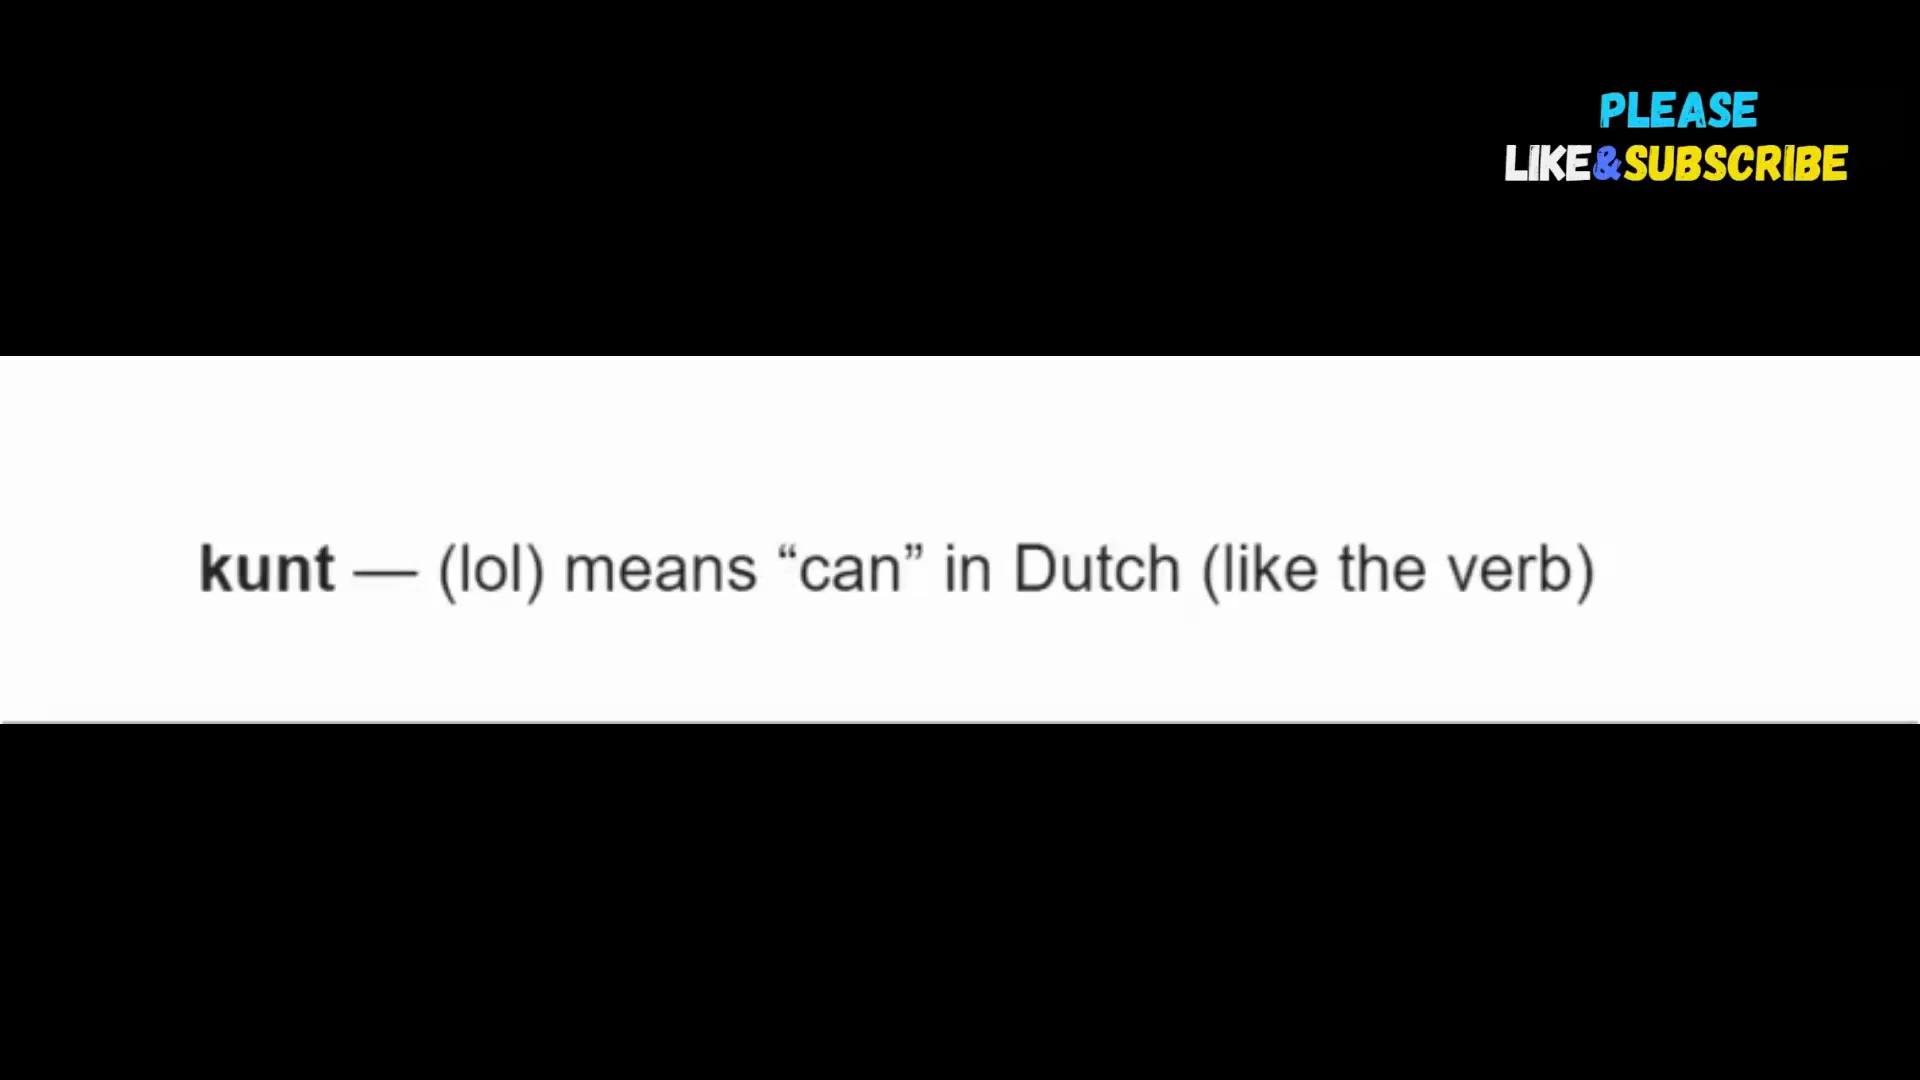 PLEASE
LIKE&SUBSCRIBE
kunt — (lol) means “can” in Dutch (like the verb)